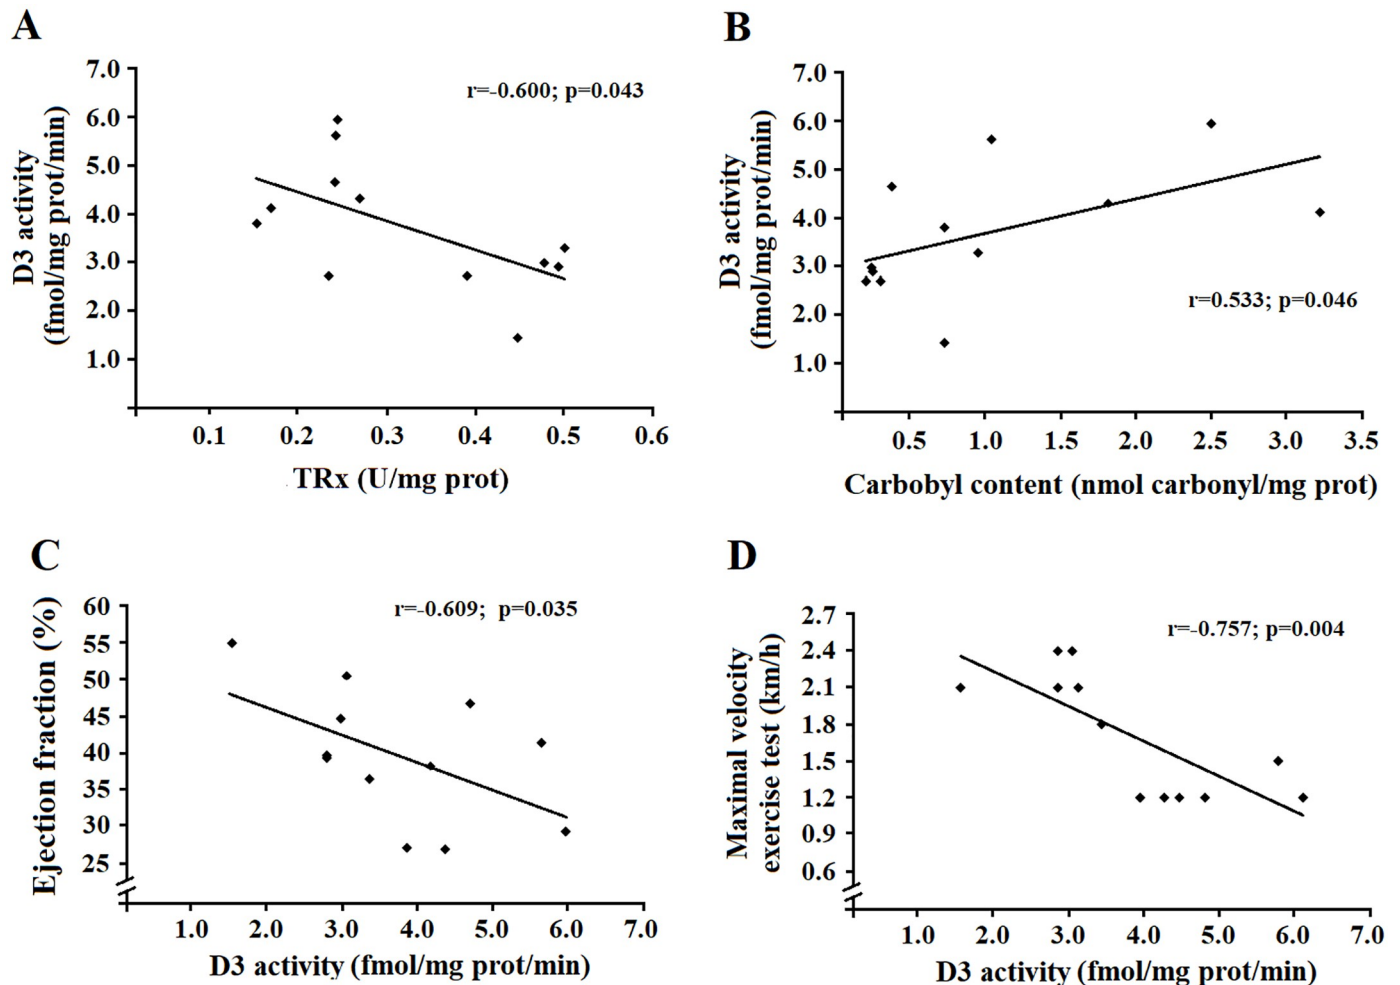 A
D3 activity
(fmol/mg prot/min)
7.0
6.0
5.0
4.0
3.0
2.0
1.0
r=-0.600; p=0.043
0.1 0.2 0.3 0.4 0.5 0.6
TRx (U/mg prot)
B
D3 activity
(fmol/mg prot/min)
7.0
6.0
5.0
4.0
3.0
2.0
1.0
r=0.533; p=0.046
0.5 1.0 1.5 2.0 2.5 3.0 3.5
Carbobyl content (nmol carbonyl/mg prot)
C
Ejection fraction (%)
60
55
50
45
40
35
30
25
r=-0.609; p=0.035
1.0 2.0 3.0 4.0 5.0 6.0 7.0
D3 activity (fmol/mg prot/min)
D
Maximal velocity
exercise test (km/h)
2.7
2.4
2.1
1.8
1.5
1.2
0.9
0.6
r=-0.757; p=0.004
1.0 2.0 3.0 4.0 5.0 6.0 7.0
D3 activity (fmol/mg prot/min)